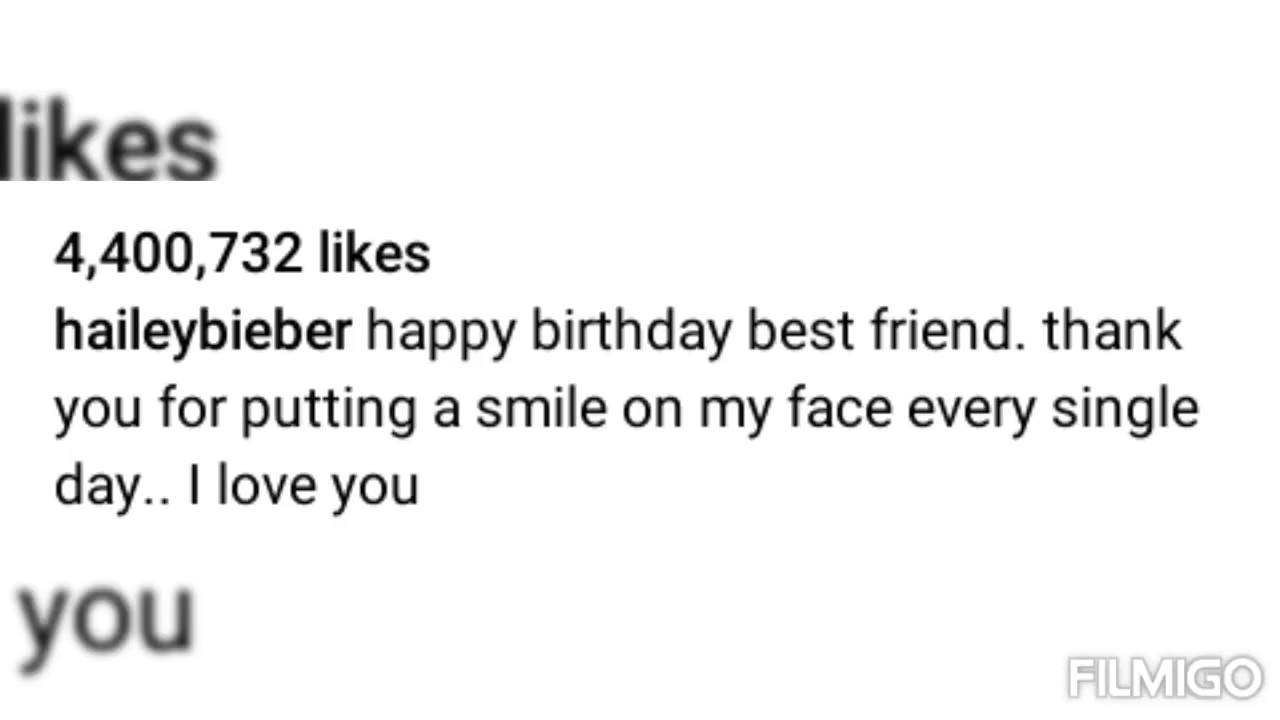 likes
4,400,732 likes
haileybieber happy birthday best friend. thank
you for putting a smile on my face every single
day.. I love you
you
FILMIGO